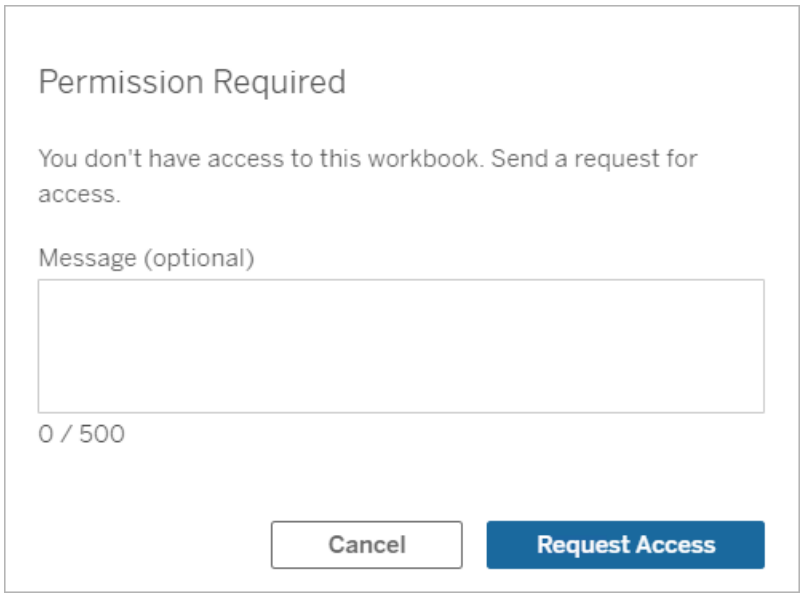 Permission Required
You don't have access to this workbook. Send a request for
access.
Message (optional)
0 / 500
Cancel
Request Access